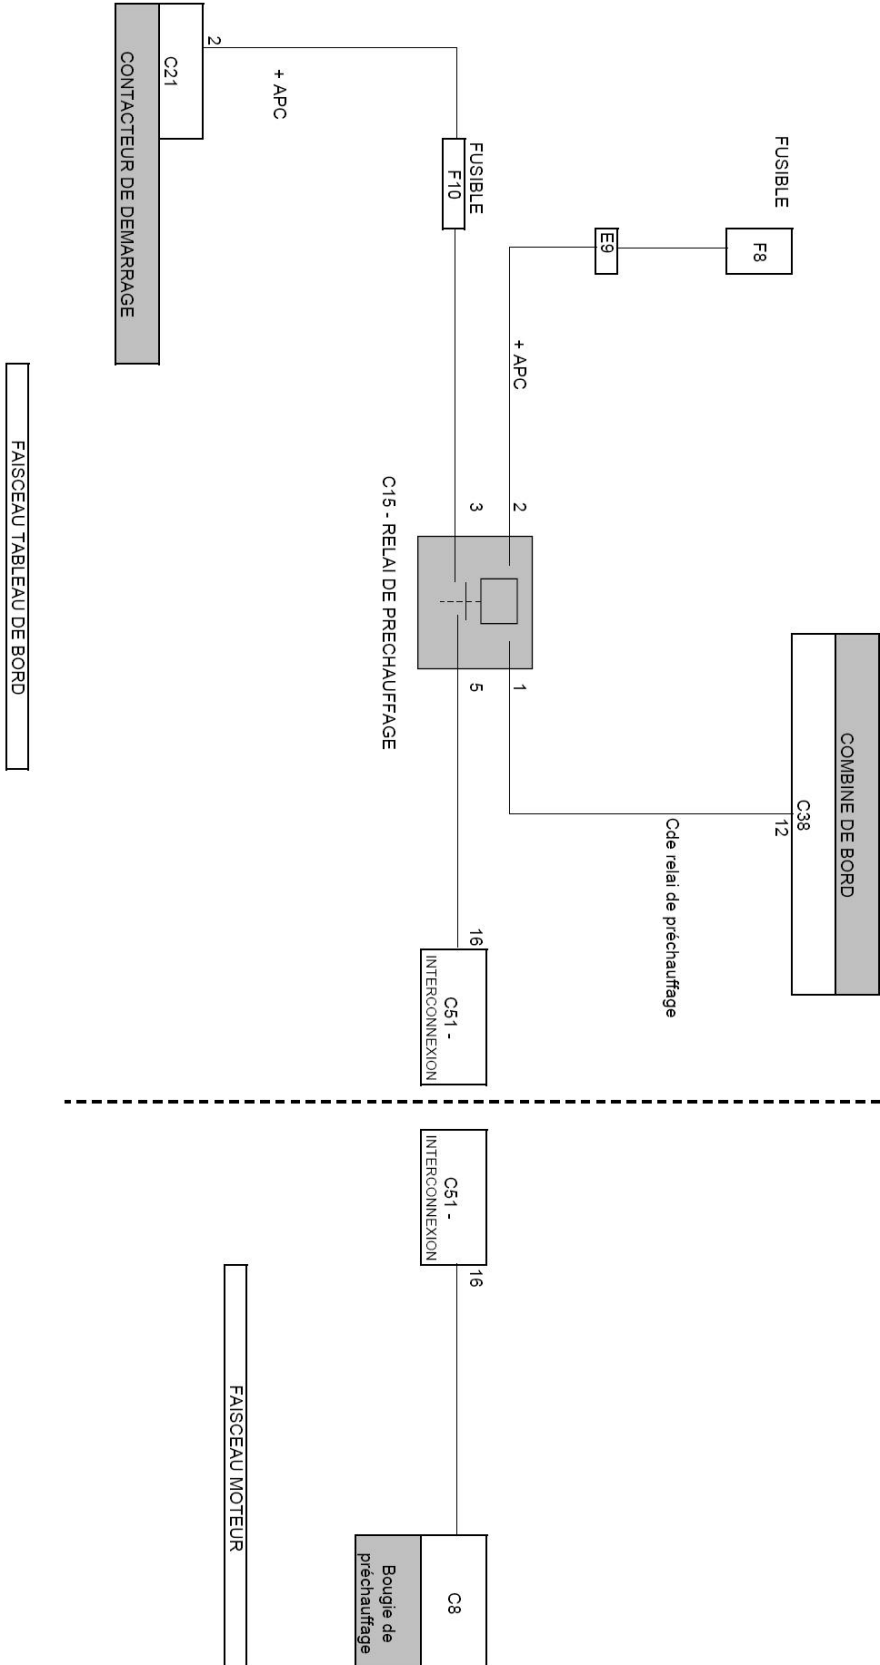 COMBINE DE BORD
C38
12
Cde relai de préchauffage
FUSIBLE
F8
E9
+ APC
2
1
FUSIBLE
F10
3
5
C15 - RELAI DE PRECHAUFFAGE
16
C51 -
INTERCONNEXION
C51 -
INTERCONNEXION
16
C8
Bougie de
préchauffage
+ APC
2
C21
CONTACTEUR DE DEMARRAGE
FAISCEAU MOTEUR
FAISCEAU TABLEAU DE BORD